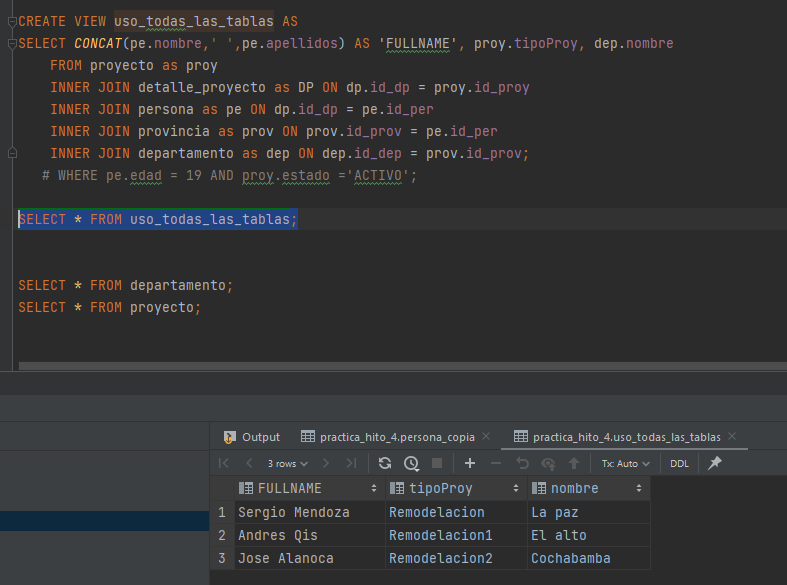 CREATE VIEW uso_todas_las_tablas AS
SELECT CONCAT(pe.nombre,' ',pe.apellidos) AS 'FULLNAME', proy.tipoProy, dep.nombre
FROM proyecto as proy
INNER JOIN detalle_proyecto as DP ON dp.id_dp = proy.id_proy
INNER JOIN persona as pe ON dp.id_dp = pe.id_per
INNER JOIN provincia as prov ON prov.id_prov = pe.id_per
INNER JOIN departamento as dep ON dep.id_dep = prov.id_prov;
# WHERE pe.edad = 19 AND proy.estado ='ACTIVO';
SELECT * FROM uso_todas_las_tablas;
SELECT * FROM departamento;
SELECT * FROM proyecto;
Output practica_hito_4.persona_copia practica_hito_4.uso_todas_las_tablas
3 rows Tx: Auto DDL
FULLNAME tipoProy nombre
1 Sergio Mendoza Remodelacion La paz
2 Andres Qis Remodelacion1 El alto
3 Jose Alanoca Remodelacion2 Cochabamba